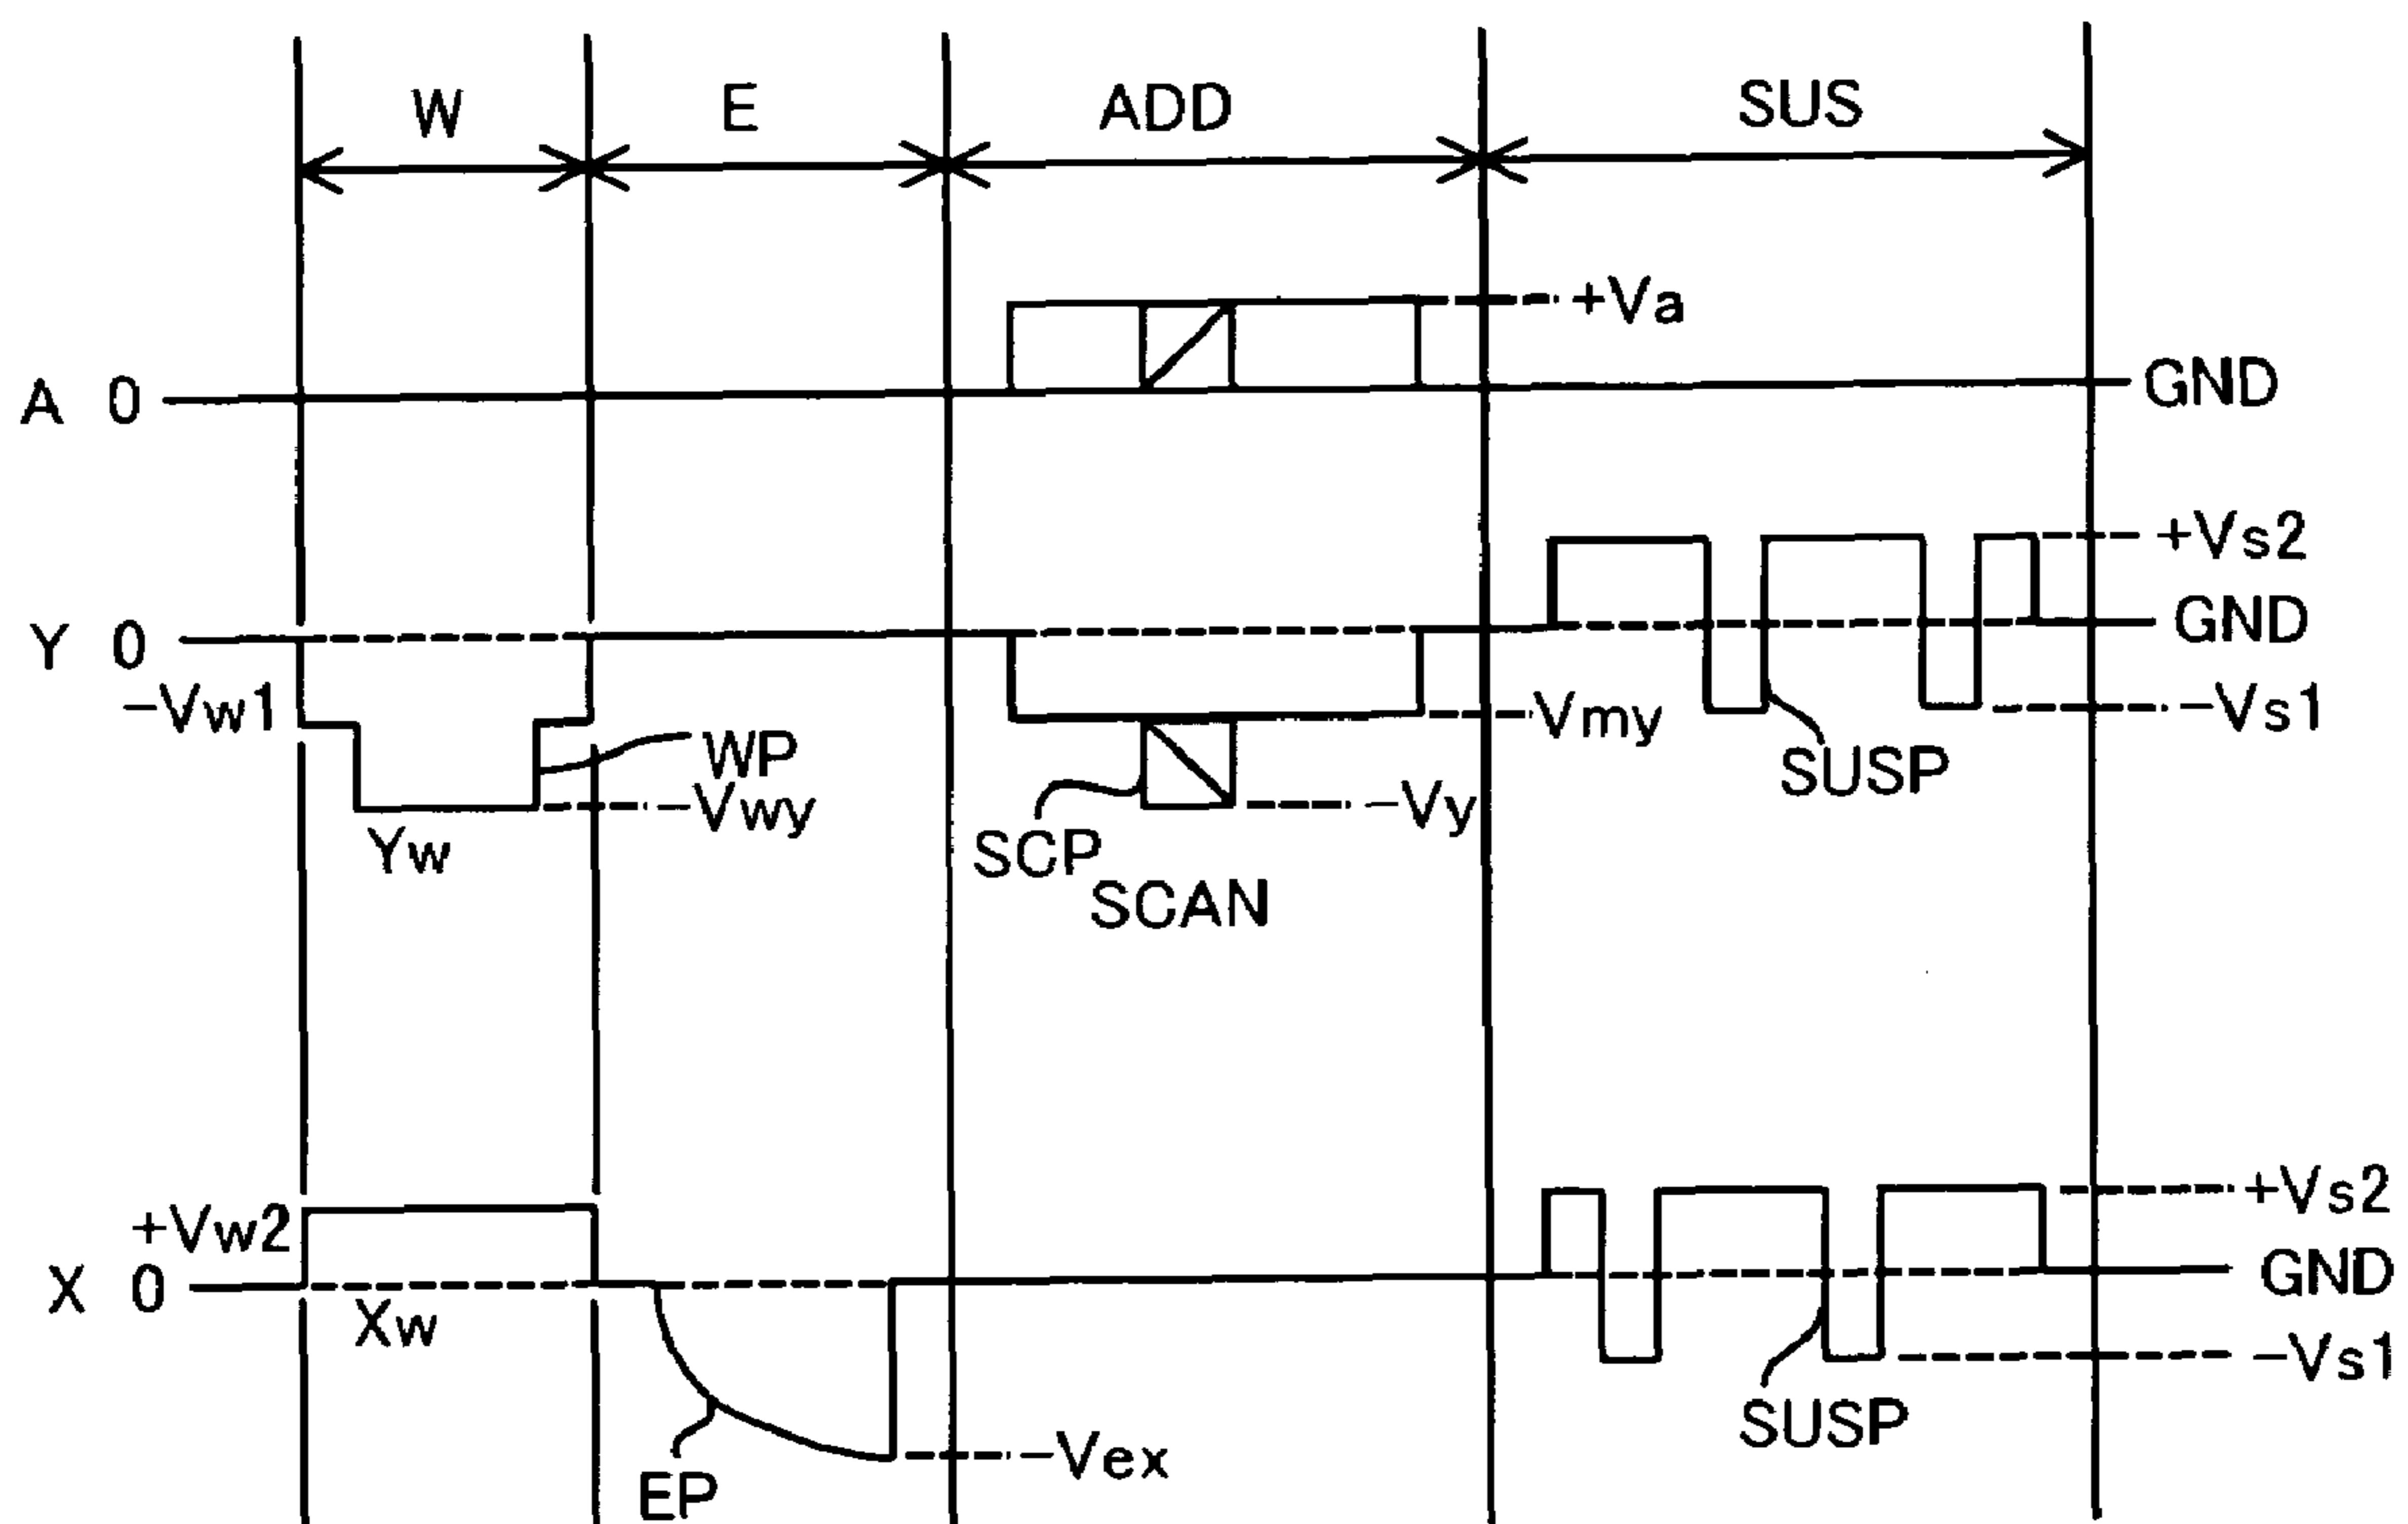 W E ADD SUS
+Va
A 0 GND
+Vs2
Y 0 GND
-Vw1 Vmy -Vs1
WP SUSP
-Vwy -Vy
Yw SCP
SCAN
+Vs2
+Vw2
X 0 GND
Xw -Vs1
SUSP
-Vex
EP